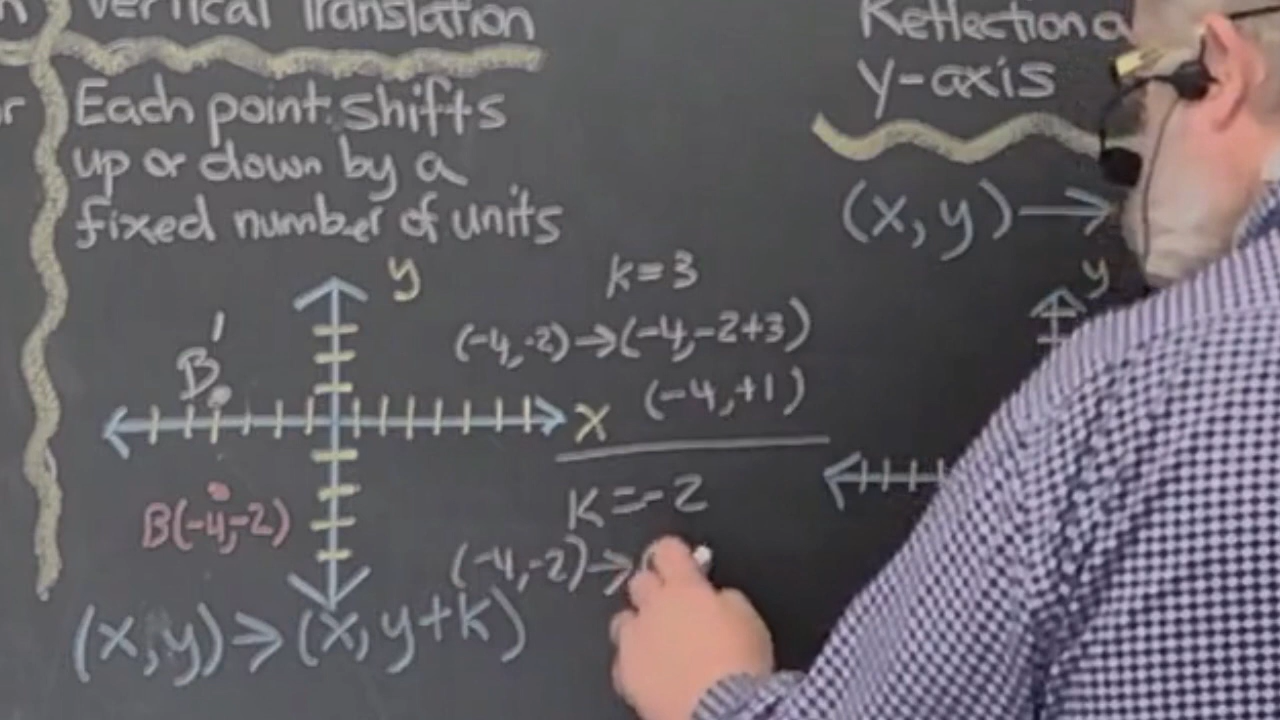 Vertical Translation
Each point shifts
up or down by a
fixed number of units
y
B'
x
B(-4,-2)
(x,y)→(x,y+k)
k=3
(-4,-2)→(-4,-2+3)
(-4,+1)
K=-2
(-4,-2)→(
Reflection
y-axis
(x,y)→
y